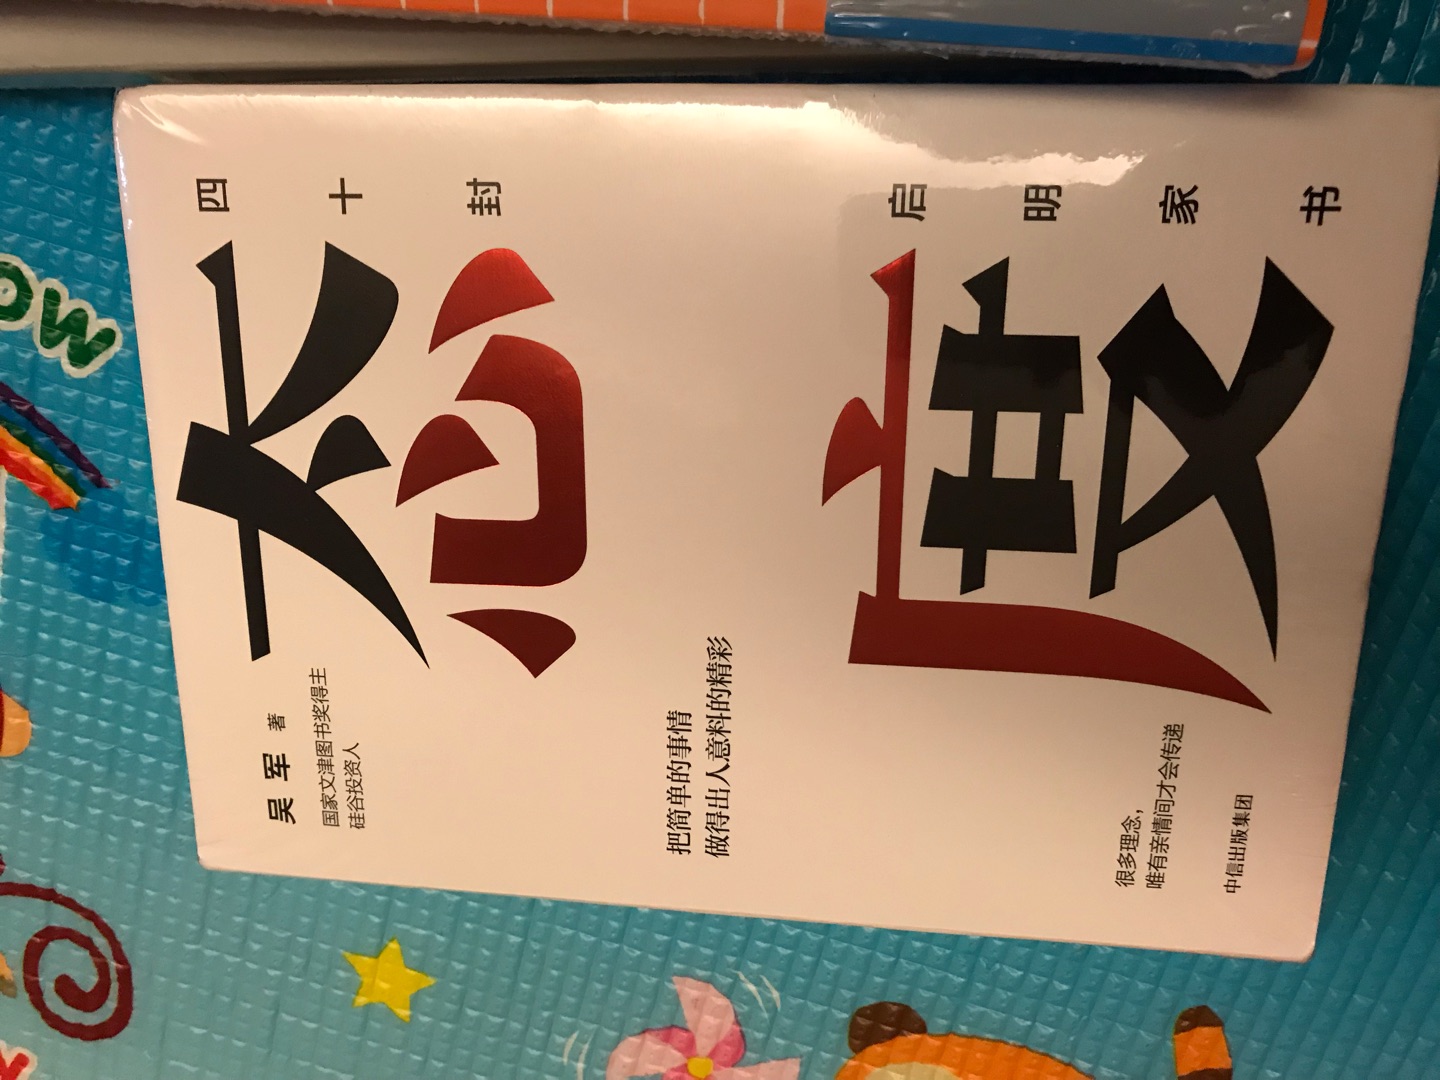 态度
四十封
启明家书
吴军 著
国家文津图书奖得主
硅谷投资人
把简单的事情
做得出人意料的精彩
很多理念，
唯有亲情间才会传递
中信出版集团
ow